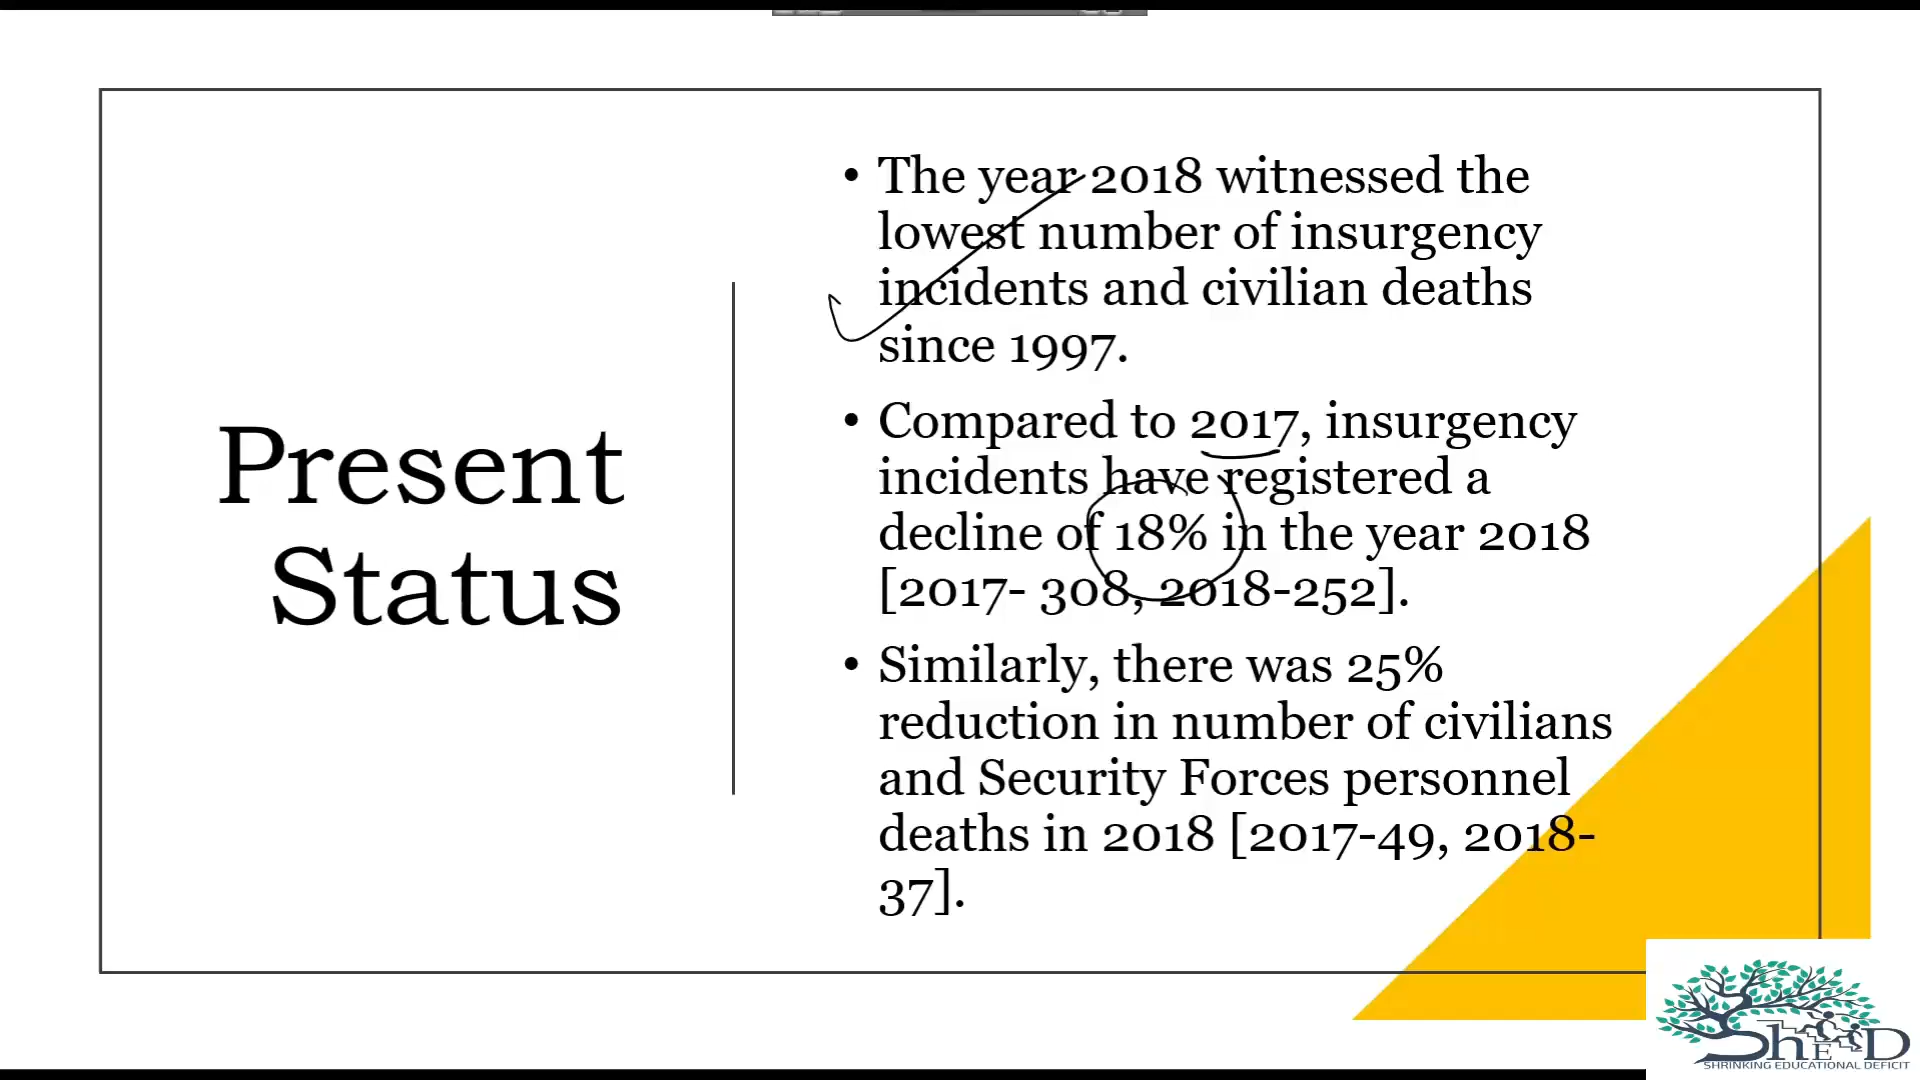 Present
Status
• The year 2018 witnessed the
lowest number of insurgency
incidents and civilian deaths
since 1997.
• Compared to 2017, insurgency
incidents have registered a
decline of 18% in the year 2018
[2017- 308, 2018-252].
• Similarly, there was 25%
reduction in number of civilians
and Security Forces personnel
deaths in 2018 [2017-49, 2018-
37].
ShED
SHRINKING EDUCATIONAL DEFICIT